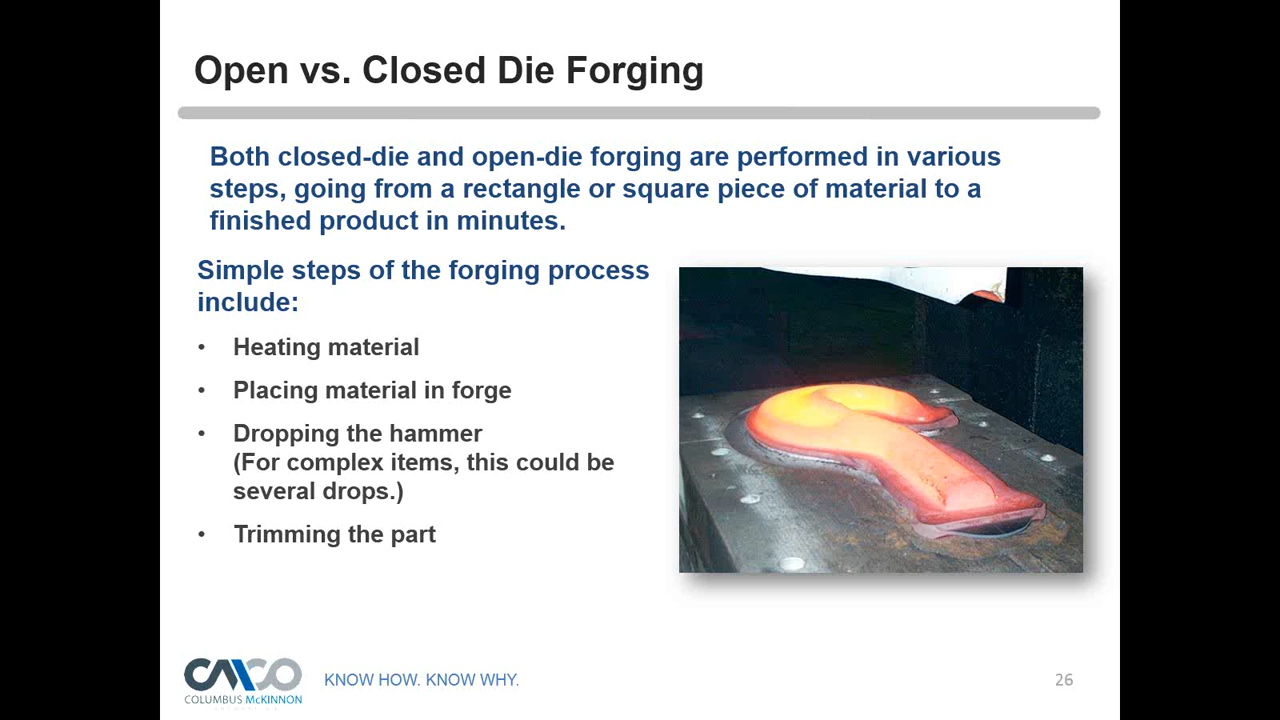 Open vs. Closed Die Forging
Both closed-die and open-die forging are performed in various
steps, going from a rectangle or square piece of material to a
finished product in minutes.
Simple steps of the forging process
include:
• Heating material
• Placing material in forge
• Dropping the hammer
(For complex items, this could be
several drops.)
• Trimming the part
CMCO
COLUMBUS McKINNON
KNOW HOW. KNOW WHY.
26